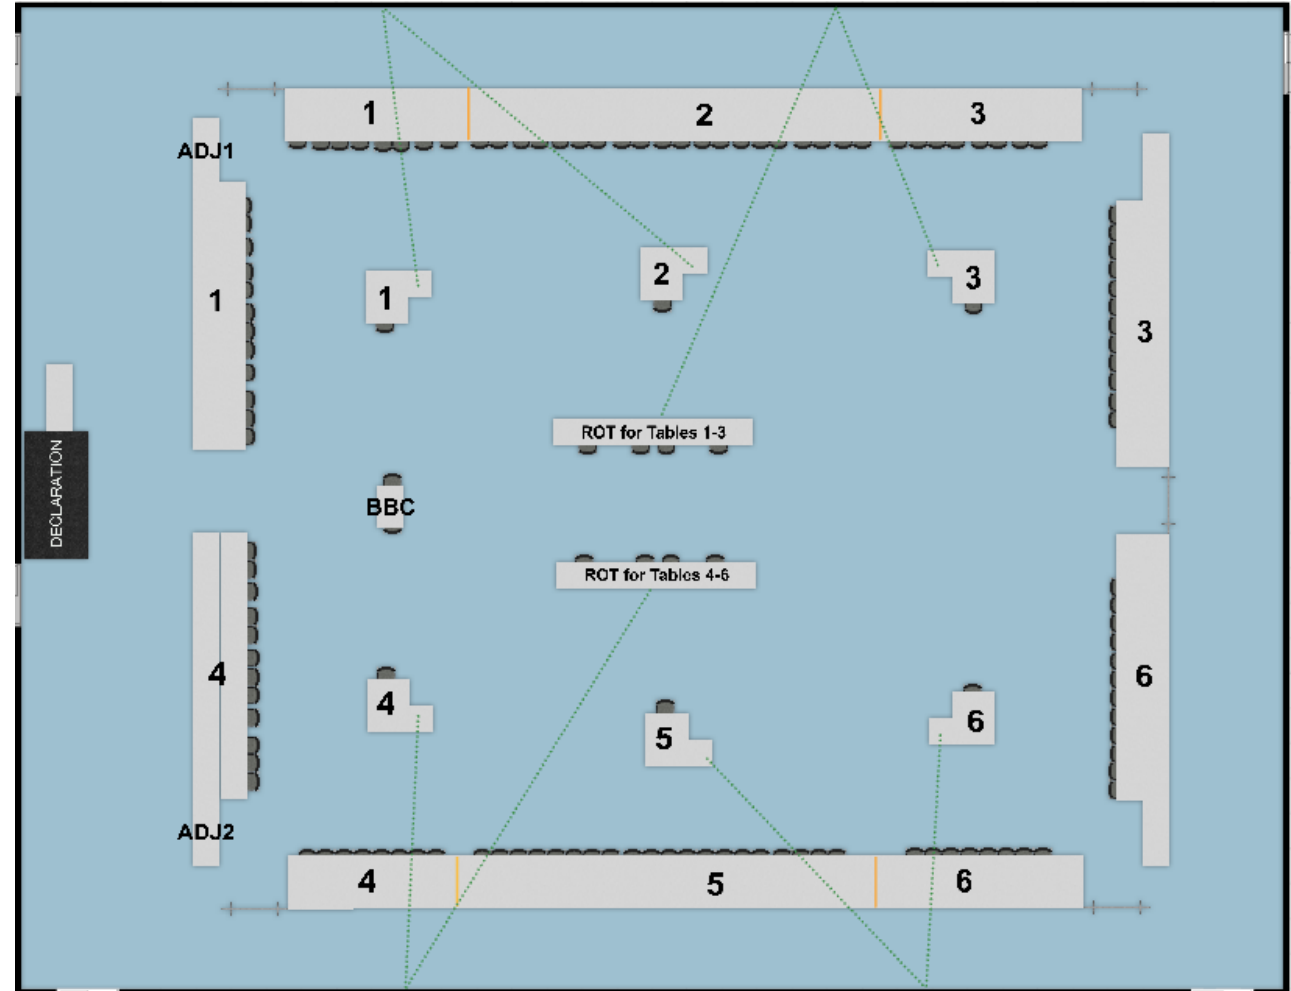 1
2
3
ADJ1
1
2
3
1
3
ROT for Tables 1-3
DECLARATION
BBC
ROT for Tables 4-6
4
4
5
6
6
ADJ2
4
5
6